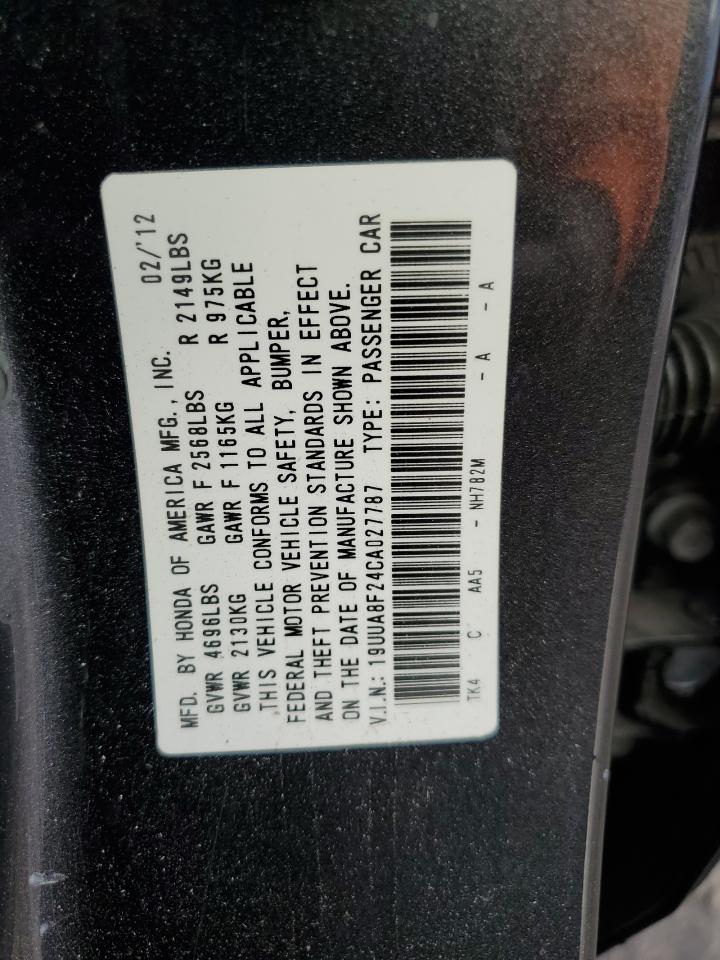 MFD. BY HONDA OF AMERICA MFG., INC. 02/'12
GVWR 4696LBS GAWR F 2568LBS R 2149LBS
GVWR 2130KG GAWR F 1165KG R 975KG
THIS VEHICLE CONFORMS TO ALL APPLICABLE
FEDERAL MOTOR VEHICLE SAFETY, BUMPER,
AND THEFT PREVENTION STANDARDS IN EFFECT
ON THE DATE OF MANUFACTURE SHOWN ABOVE.
V.I.N.: 19UUA8F24CA027787 TYPE: PASSENGER CAR
TK4 C AA5 - NH782M - A - A